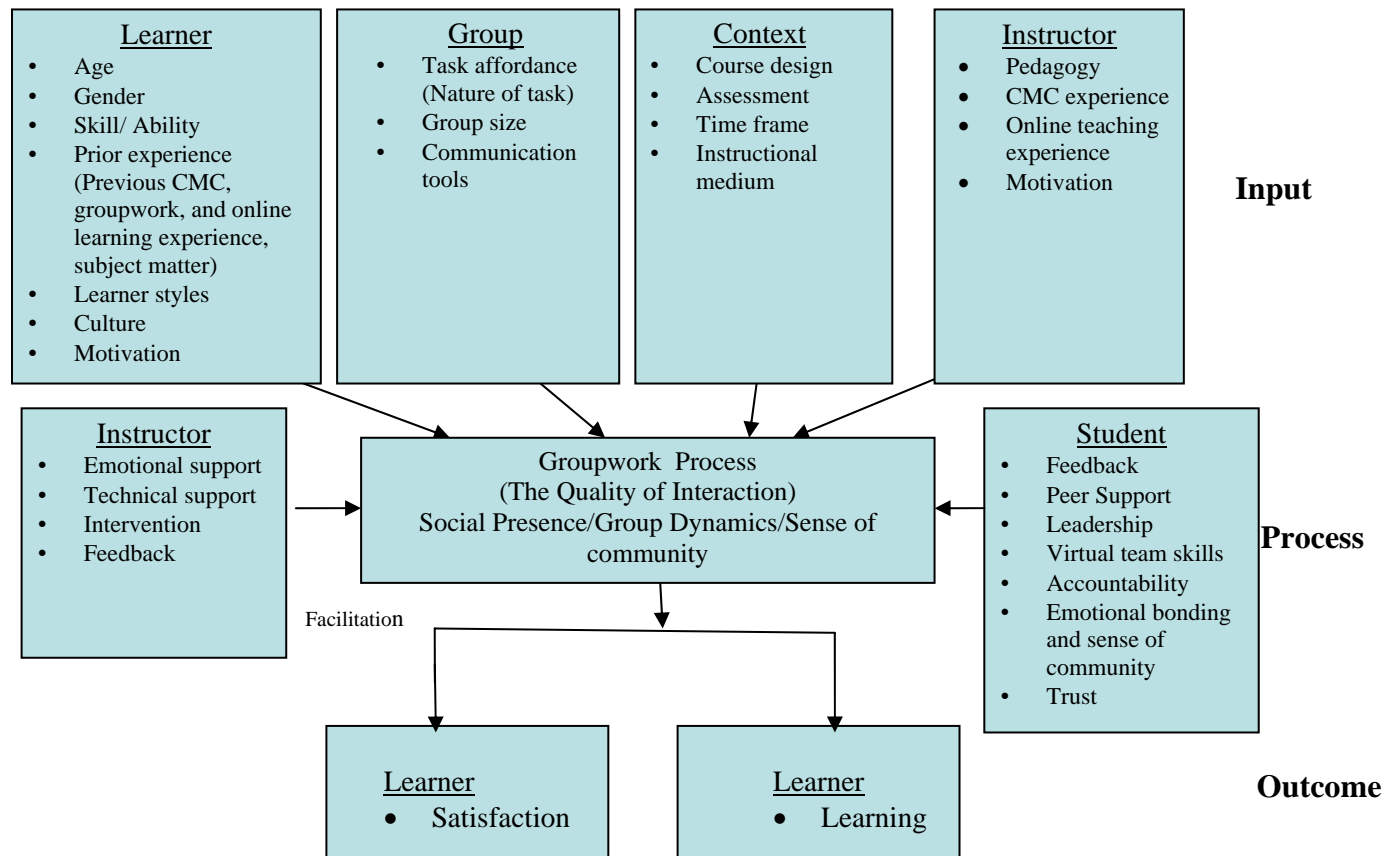 Learner
• Age
• Gender
• Skill/ Ability
• Prior experience
(Previous CMC,
groupwork, and online
learning experience,
subject matter)
• Learner styles
• Culture
• Motivation
Group
• Task affordance
(Nature of task)
• Group size
• Communication
tools
Context
• Course design
• Assessment
• Time frame
• Instructional
medium
Instructor
• Pedagogy
• CMC experience
• Online teaching
experience
• Motivation
Input
Instructor
• Emotional support
• Technical support
• Intervention
• Feedback
Groupwork Process
(The Quality of Interaction)
Social Presence/Group Dynamics/Sense of
community
Student
• Feedback
• Peer Support
• Leadership
• Virtual team skills
• Accountability
• Emotional bonding
and sense of
community
• Trust
Process
Facilitation
Learner
• Satisfaction
Learner
• Learning
Outcome